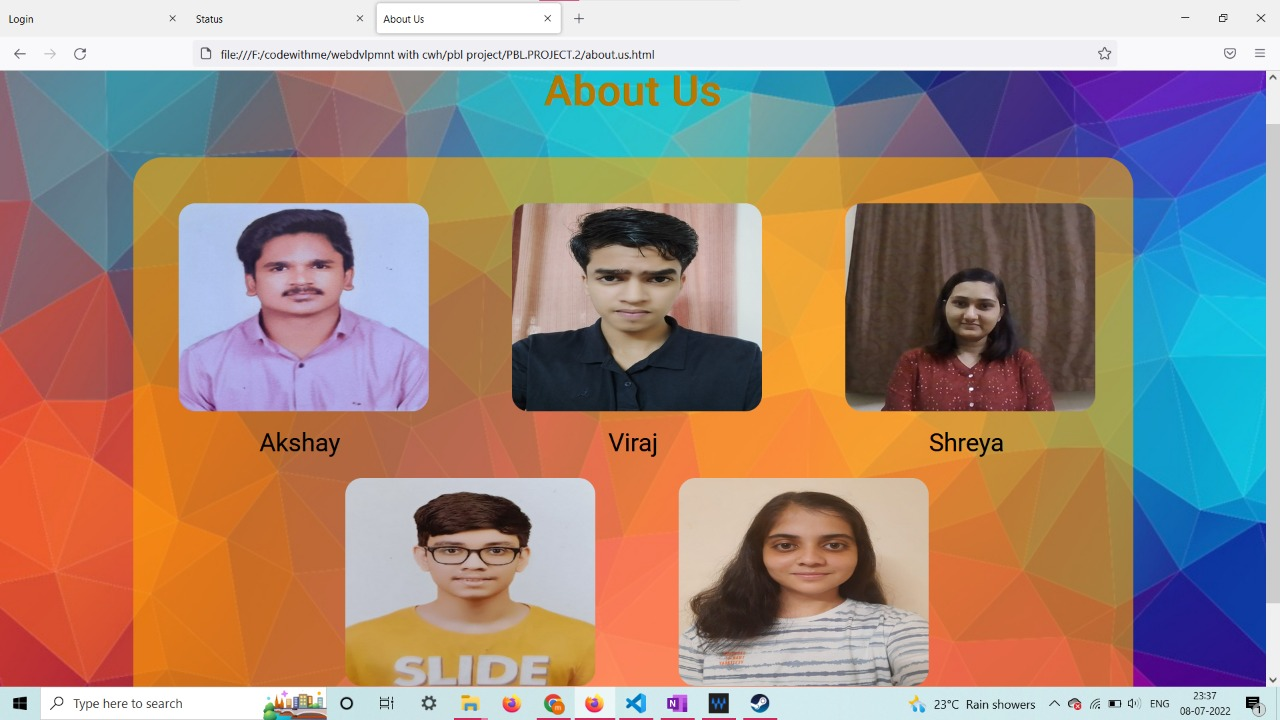 Login
Status
About Us
file:///F:/codewithme/webdvlpmnt with cwh/pbl project/PBL.PROJECT.2/about.us.html
About Us
Akshay
Viraj
Shreya
SLIDE
Type here to search
23°C Rain showers
ENG
23:37
08-07-2022
1